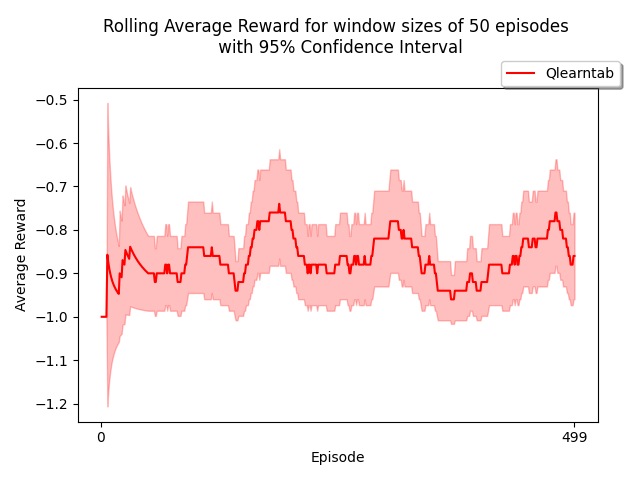 Rolling Average Reward for window sizes of 50 episodes
with 95% Confidence Interval
Qlearntab
−0.5
−0.6
−0.7
−0.8
−0.9
−1.0
−1.1
−1.2
Average Reward
0
499
Episode